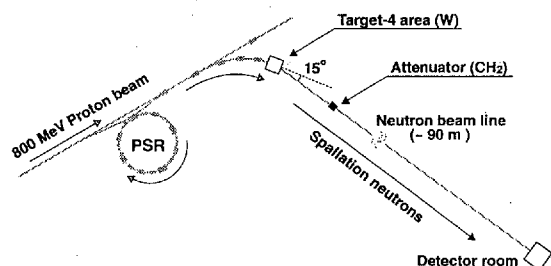 Target-4 area (W)
15°
Attenuator (CH₂)
800 MeV Proton beam
PSR
Neutron beam line
(~ 90 m )
Spallation neutrons
Detector room